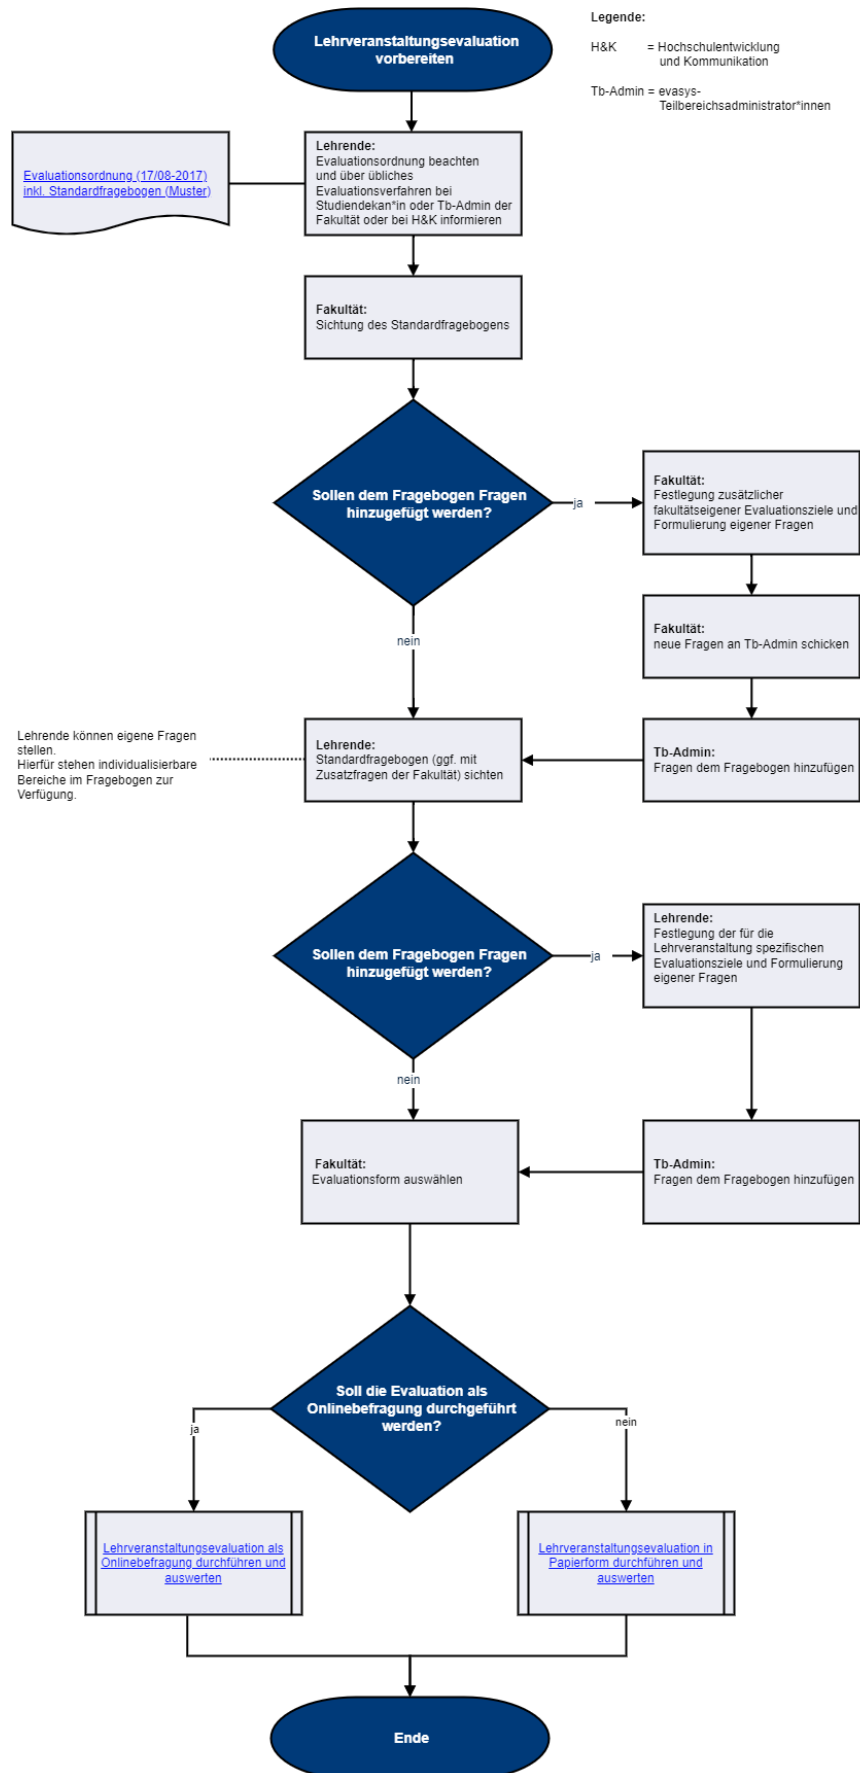 Lehrveranstaltungsevaluation
vorbereiten
Legende:
H&K = Hochschulentwicklung
und Kommunikation
Tb-Admin = evasys-
Teilbereichsadministrator*innen
Evaluationsordnung (17/08-2017)
inkl. Standardfragebogen (Muster)
Lehrende:
Evaluationsordnung beachten
und über übliches
Evaluationsverfahren bei
Studiendekan*in oder Tb-Admin der
Fakultät oder bei H&K informieren
Fakultät:
Sichtung des Standardfragebogens
Sollen dem Fragebogen Fragen
hinzugefügt werden?
ja
Fakultät:
Festlegung zusätzlicher
fakultätseigener Evaluationsziele und
Formulierung eigener Fragen
nein
Fakultät:
neue Fragen an Tb-Admin schicken
Lehrende können eigene Fragen
stellen.
Hierfür stehen individualisierbare
Bereiche im Fragebogen zur
Verfügung.
Lehrende:
Standardfragebogen (ggf. mit
Zusatzfragen der Fakultät) sichten
Tb-Admin:
Fragen dem Fragebogen hinzufügen
Sollen dem Fragebogen Fragen
hinzugefügt werden?
ja
Lehrende:
Festlegung der für die
Lehrveranstaltung spezifischen
Evaluationsziele und Formulierung
eigener Fragen
nein
Fakultät:
Evaluationsform auswählen
Tb-Admin:
Fragen dem Fragebogen hinzufügen
Soll die Evaluation als
Onlinebefragung durchgeführt
werden?
ja
nein
Lehrveranstaltungsevaluation als
Onlinebefragung durchführen und
auswerten
Lehrveranstaltungsevaluation in
Papierform durchführen und
auswerten
Ende